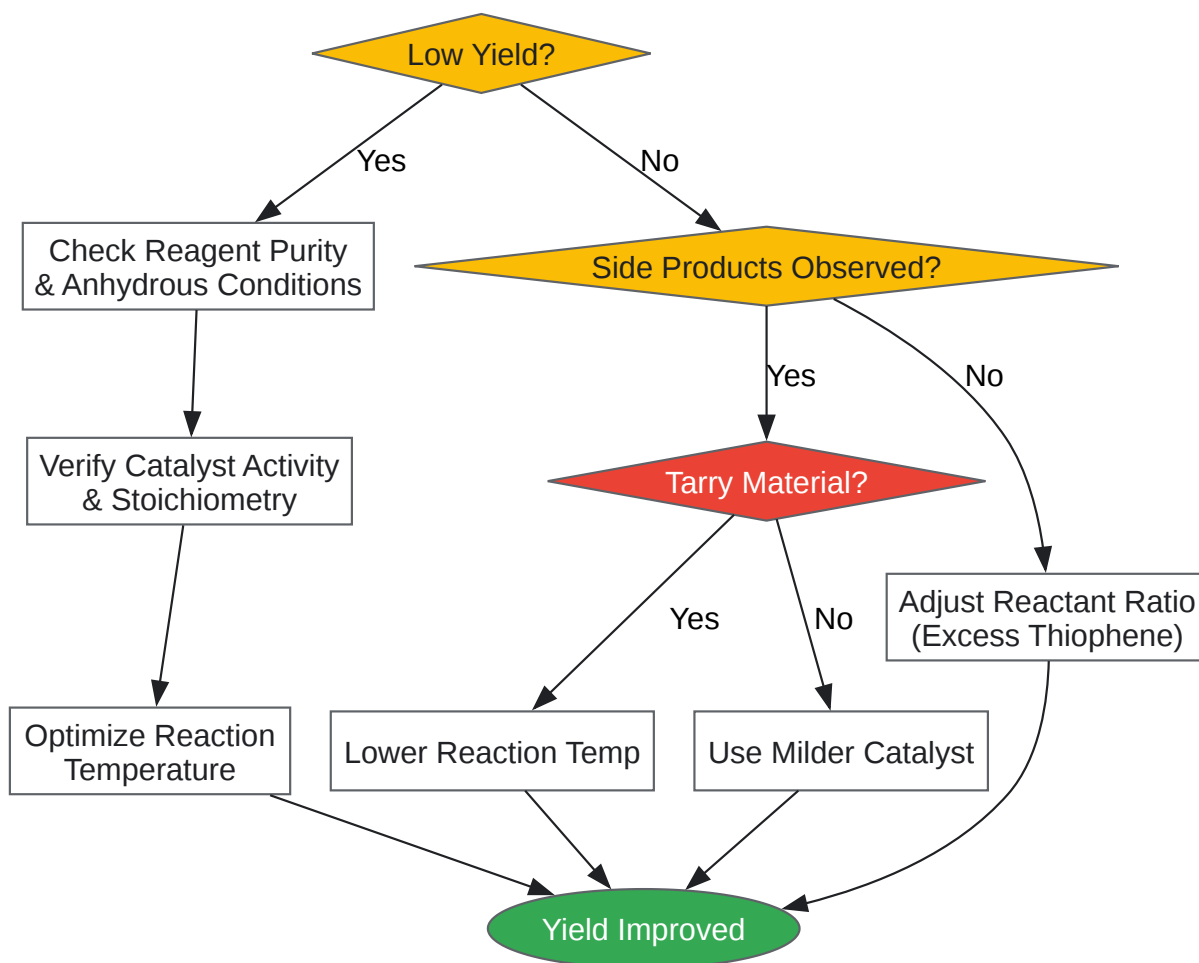 Low Yield?
Yes
No
Check Reagent Purity
& Anhydrous Conditions
Side Products Observed?
Yes
No
Verify Catalyst Activity
& Stoichiometry
Tarry Material?
Yes
No
Adjust Reactant Ratio
(Excess Thiophene)
Optimize Reaction
Temperature
Lower Reaction Temp
Use Milder Catalyst
Yield Improved